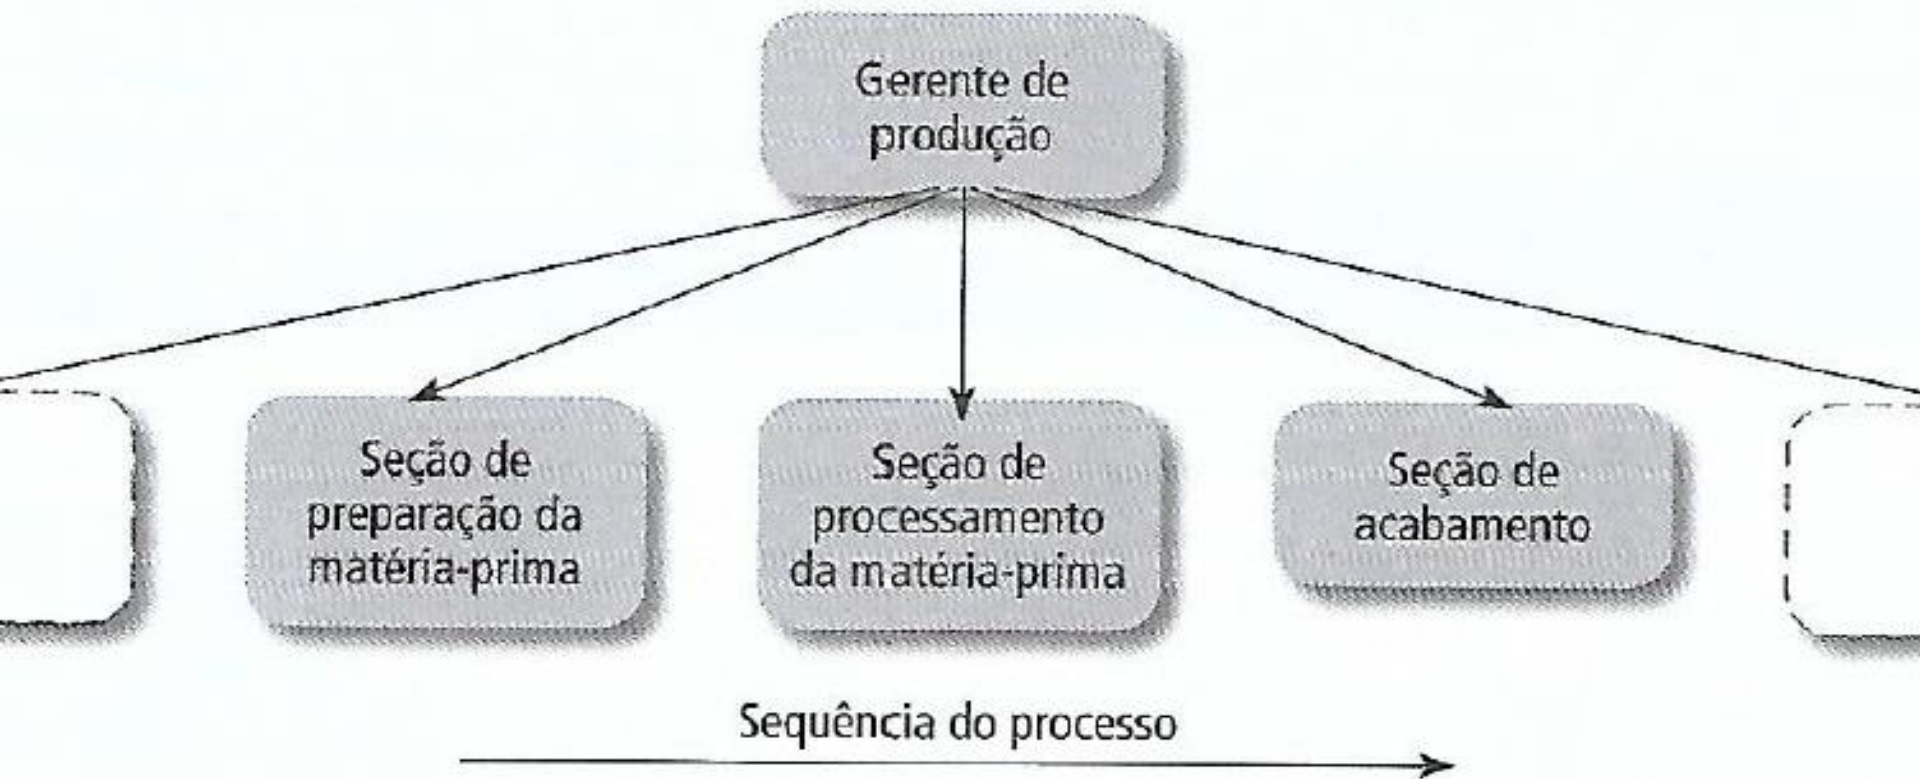 Gerente de
produção
Seção de
preparação da
matéria-prima
Seção de
processamento
da matéria-prima
Seção de
acabamento
Sequência do processo